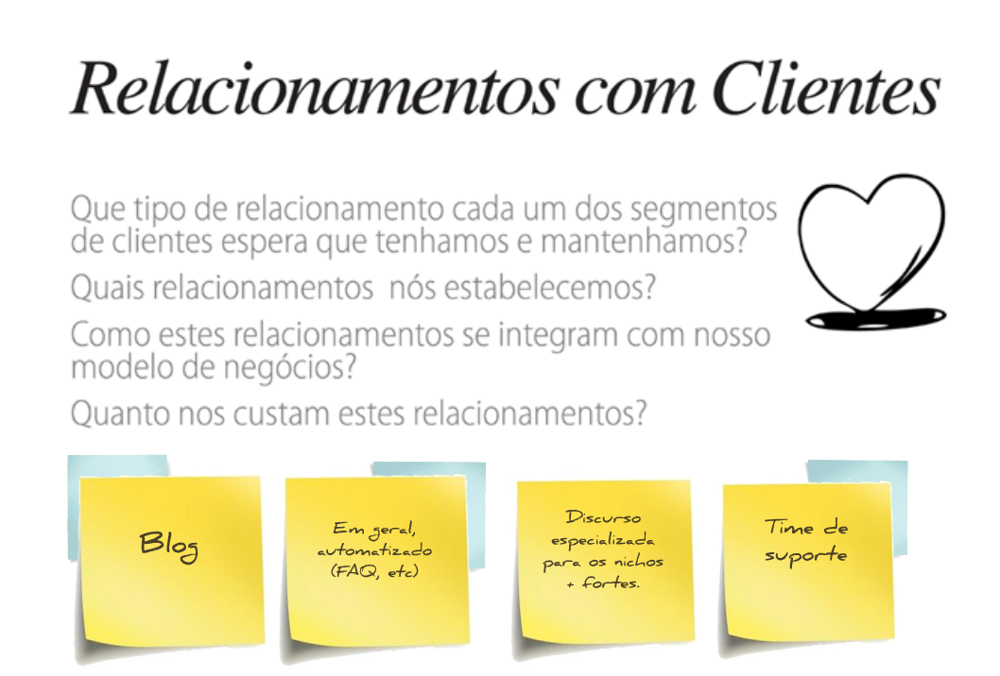 Relacionamentos com Clientes
Que tipo de relacionamento cada um dos segmentos
de clientes espera que tenhamos e mantenhamos?
Quais relacionamentos nós estabelecemos?
Como estes relacionamentos se integram com nosso
modelo de negócios?
Quanto nos custam estes relacionamentos?
Blog
Em geral,
automatizado
(FAQ, etc)
Discurso
especializada
para os nichos
+ fortes.
Time de
suporte